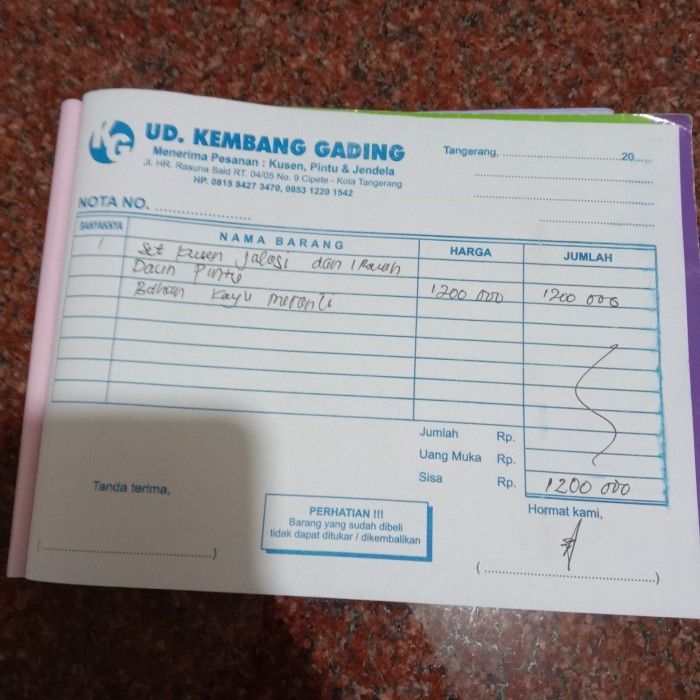 KG
UD. KEMBANG GADING
Menerima Pesanan : Kusen, Pintu & Jendela
Jl. HR. Rasuna Said RT. 04/05 No. 9 Cipete - Kota Tangerang
HP. 0815 8427 3470, 0853 1220 1542
Tangerang, ........................... 20......
NOTA NO. ........................
BANYAKNYA NAMA BARANG HARGA JUMLAH
1 Set kusen jalosi dan 1
Daun Pintu
Bahan kayu meranti 1200 000 1200 000
Jumlah Rp.
Uang Muka Rp.
Sisa Rp. 1200 000
Tanda terima,
Hormat kami,
PERHATIAN !!!
Barang yang sudah dibeli
tidak dapat ditukar / dikembalikan
(........................................)
(........................................)